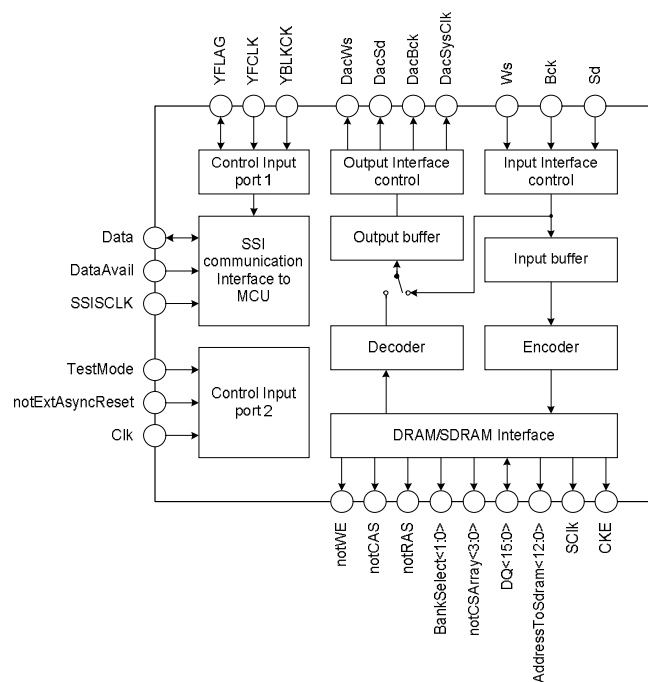 YFLAG
YFCLK
YBLKCK
DacWs
DacSd
DacBck
DacSysClk
Ws
Bck
Sd
Control Input
port 1
Output Interface
control
Input Interface
control
Data
DataAvail
SSISCLK
SSI
communication
Interface to
MCU
Output buffer
Input buffer
TestMode
notExtAsyncReset
Clk
Control Input
port 2
Decoder
Encoder
DRAM/SDRAM Interface
notWE
notCAS
notRAS
BankSelect<1:0>
notCSArray<3:0>
DQ<15:0>
AddressToSdram<12:0>
SClk
CKE